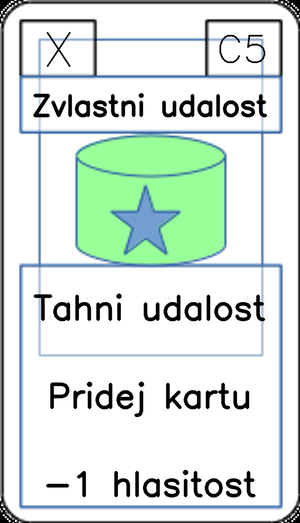 X C5
Zvlastni udalost
Tahni udalost
Pridej kartu
-1 hlasitost